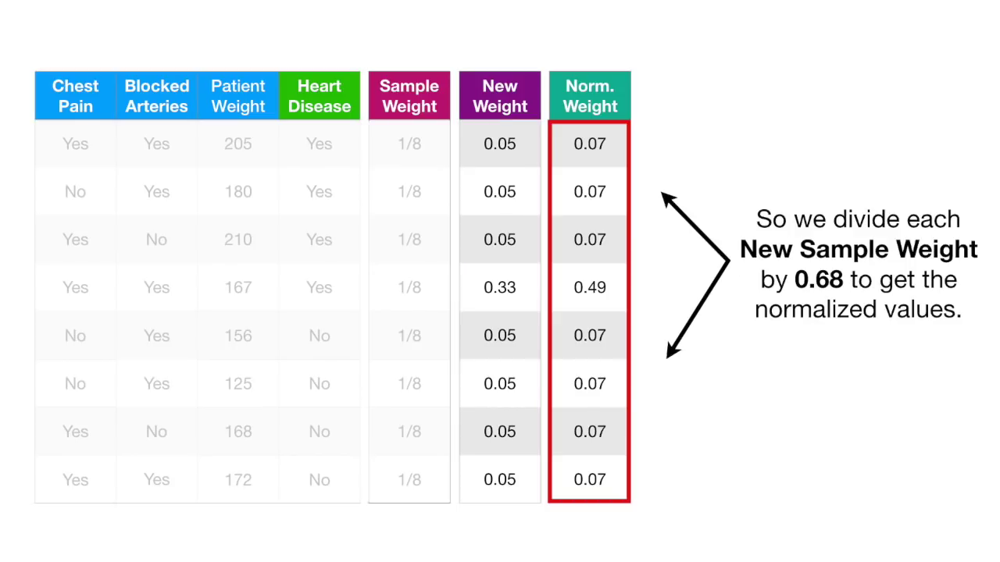 Chest Pain Blocked Arteries Patient Weight Heart Disease Sample Weight New Weight Norm. Weight
Yes Yes 205 Yes 1/8 0.05 0.07
No Yes 180 Yes 1/8 0.05 0.07
Yes No 210 Yes 1/8 0.05 0.07
Yes Yes 167 Yes 1/8 0.33 0.49
No Yes 156 No 1/8 0.05 0.07
No Yes 125 No 1/8 0.05 0.07
Yes No 168 No 1/8 0.05 0.07
Yes Yes 172 No 1/8 0.05 0.07
So we divide each
New Sample Weight
by 0.68 to get the
normalized values.